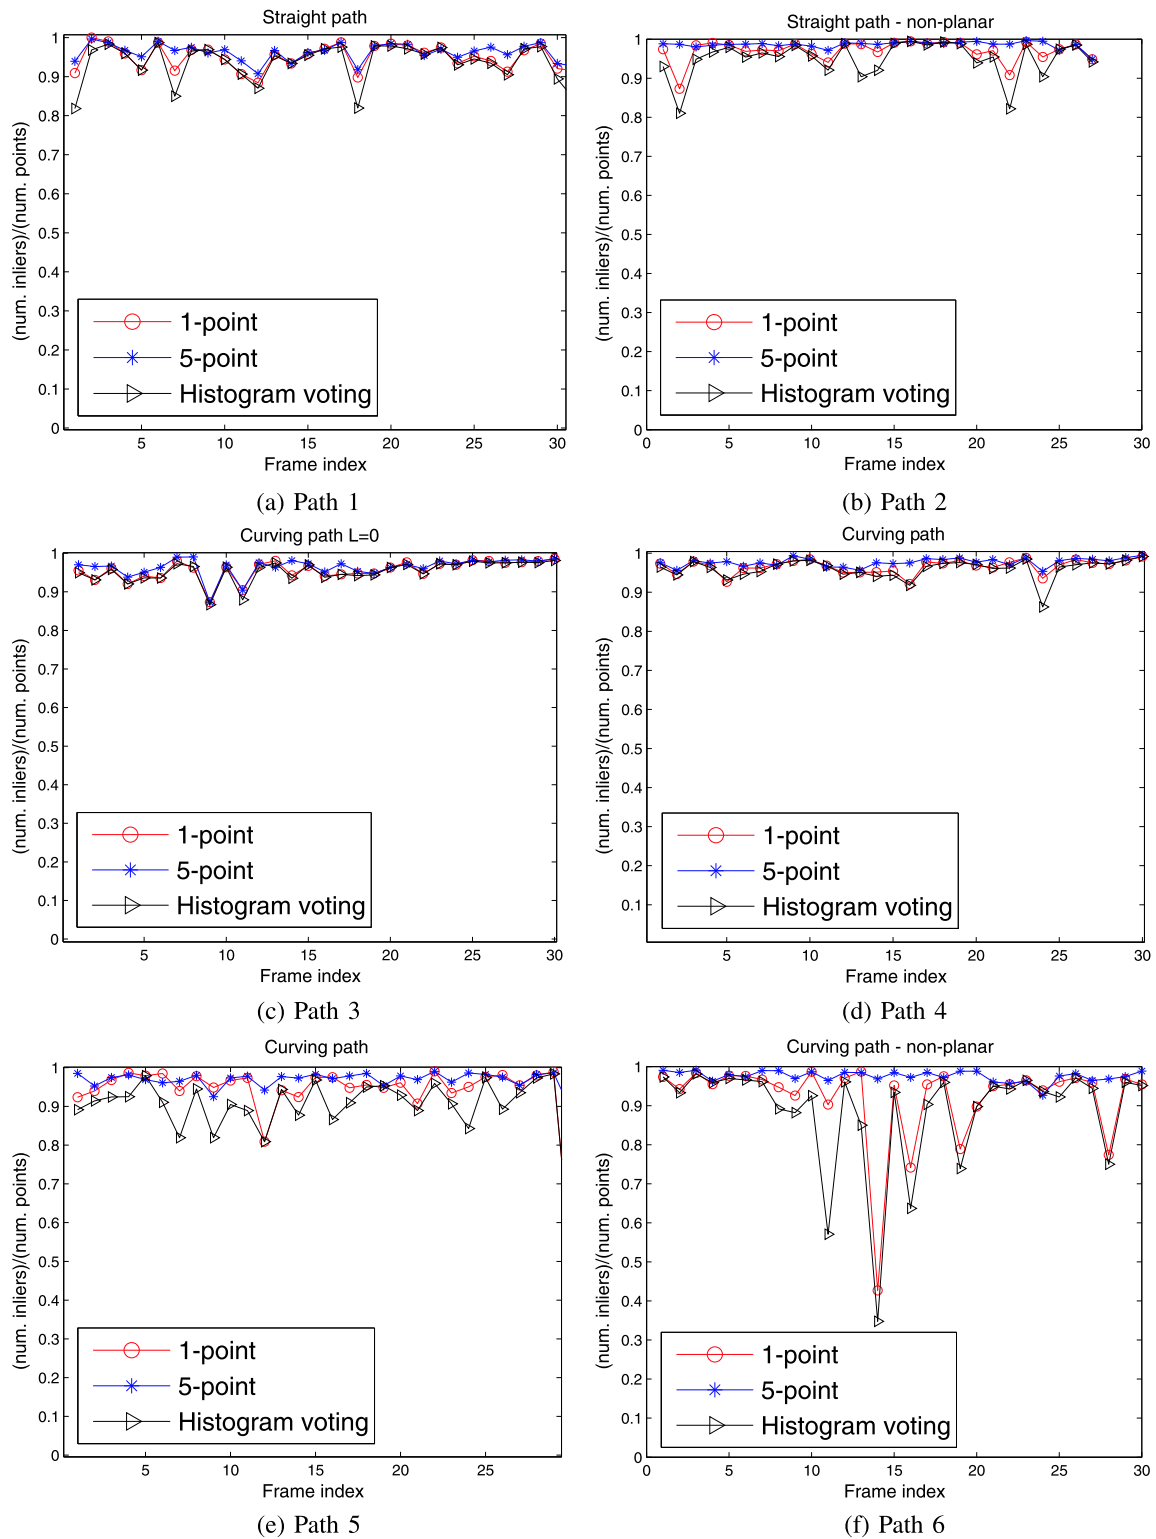 Straight path
1
0.9
0.8
0.7
0.6
0.5
0.4
0.3
0.2
0.1
0
(num. inliers)/(num. points)
1-point
5-point
Histogram voting
5 10 15 20 25 30
Frame index
(a) Path 1
Straight path - non-planar
1
0.9
0.8
0.7
0.6
0.5
0.4
0.3
0.2
0.1
0
(num. inliers)/(num. points)
1-point
5-point
Histogram voting
0 5 10 15 20 25 30
Frame index
(b) Path 2
Curving path L=0
1
0.9
0.8
0.7
0.6
0.5
0.4
0.3
0.2
0.1
0
(num. inliers)/(num. points)
1-point
5-point
Histogram voting
5 10 15 20 25 30
Frame index
(c) Path 3
Curving path
1
0.9
0.8
0.7
0.6
0.5
0.4
0.3
0.2
0.1
(num. inliers)/(num. points)
1-point
5-point
Histogram voting
5 10 15 20 25 30
Frame index
(d) Path 4
Curving path
1
0.9
0.8
0.7
0.6
0.5
0.4
0.3
0.2
0.1
0
(num. inliers)/(num. points)
1-point
5-point
Histogram voting
5 10 15 20 25
Frame index
(e) Path 5
Curving path - non-planar
1
0.9
0.8
0.7
0.6
0.5
0.4
0.3
0.2
0.1
0
(num. inliers)/(num. points)
1-point
5-point
Histogram voting
0 5 10 15 20 25 30
Frame index
(f) Path 6